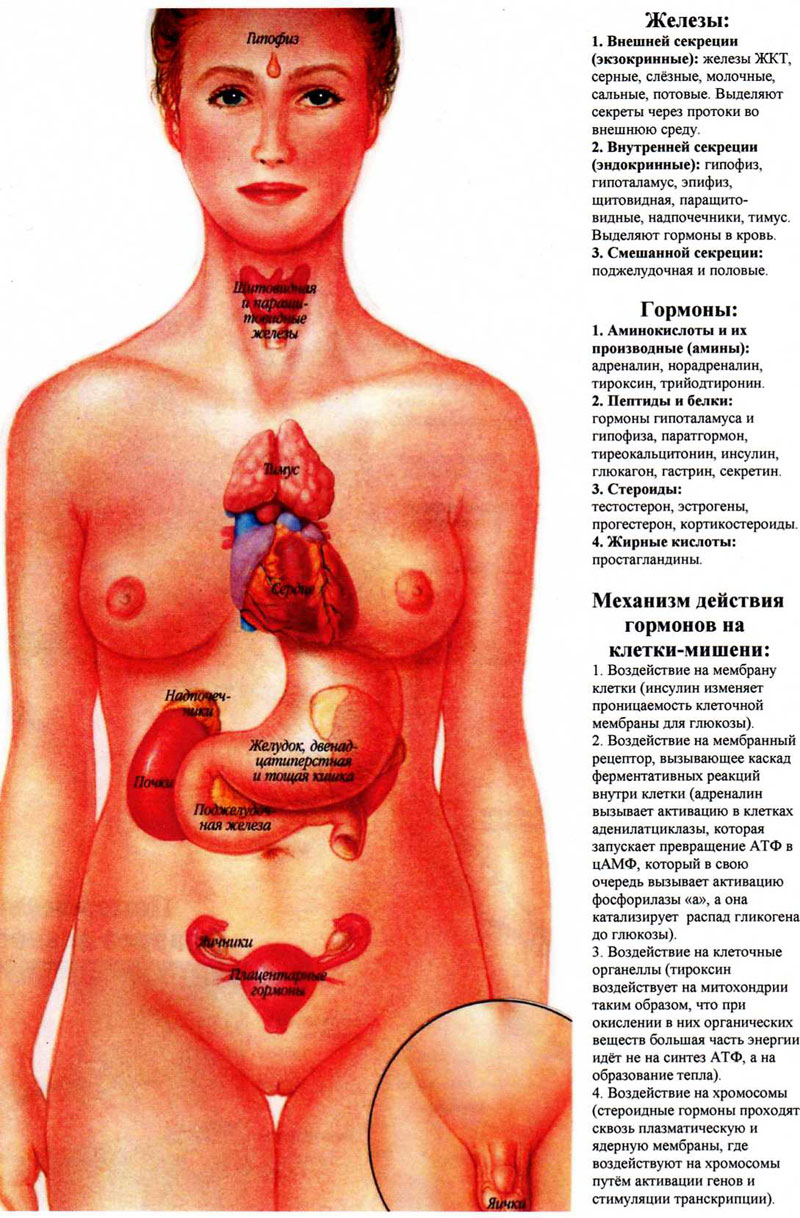 Гипофиз
Щитовидная
и паращи-
товидные
железы
Тимус
Сердце
Надпочеч-
ники
Почки
Желудок, двенад-
цатиперстная
и тощая кишка
Поджелудоч-
ная железа
Яичники
Плацентарные
гормоны
Яички
Железы:
1. Внешней секреции
(экзокринные): железы ЖКТ,
серные, слёзные, молочные,
сальные, потовые. Выделяют
секреты через протоки во
внешнюю среду.
2. Внутренней секреции
(эндокринные): гипофиз,
гипоталамус, эпифиз,
щитовидная, паращито-
видные, надпочечники, тимус.
Выделяют гормоны в кровь.
3. Смешанной секреции:
поджелудочная и половые.
Гормоны:
1. Аминокислоты и их
производные (амины):
адреналин, норадреналин,
тироксин, трийодтиронин.
2. Пептиды и белки:
гормоны гипоталамуса и
гипофиза, паратгормон,
тиреокальцитонин, инсулин,
глюкагон, гастрин, секретин.
3. Стероиды:
тестостерон, эстрогены,
прогестерон, кортикостероиды.
4. Жирные кислоты:
простагландины.
Механизм действия
гормонов на
клетки-мишени:
1. Воздействие на мембрану
клетки (инсулин изменяет
проницаемость клеточной
мембраны для глюкозы).
2. Воздействие на мембранный
рецептор, вызывающее каскад
ферментативных реакций
внутри клетки (адреналин
вызывает активацию в клетках
аденилатциклазы, которая
запускает превращение АТФ в
цАМФ, который в свою
очередь вызывает активацию
фосфорилазы «а», а она
катализирует распад гликогена
до глюкозы).
3. Воздействие на клеточные
органеллы (тироксин
воздействует на митохондрии
таким образом, что при
окислении в них органических
веществ большая часть энергии
идёт не на синтез АТФ, а на
образование тепла).
4. Воздействие на хромосомы
(стероидные гормоны проходят
сквозь плазматическую и
ядерную мембраны, где
воздействуют на хромосомы
путём активации генов и
стимуляции транскрипции).